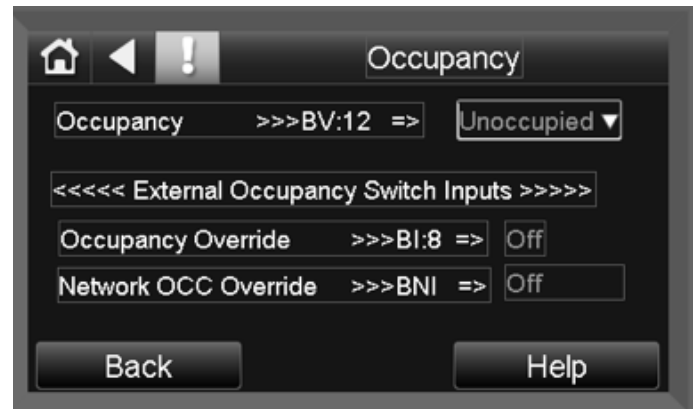 ! Occupancy
Occupancy >>>BV:12 => Unoccupied ▼
<<<<< External Occupancy Switch Inputs >>>>>
Occupancy Override >>>BI:8 => Off
Network OCC Override >>>BNI => Off
Back Help